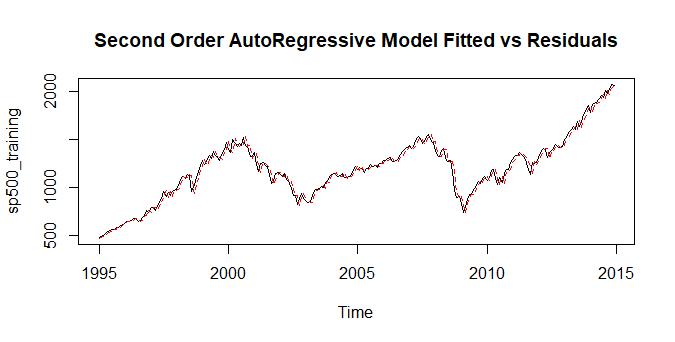 Second Order AutoRegressive Model Fitted vs Residuals
sp500_training
2000
1000
500
1995 2000 2005 2010 2015
Time